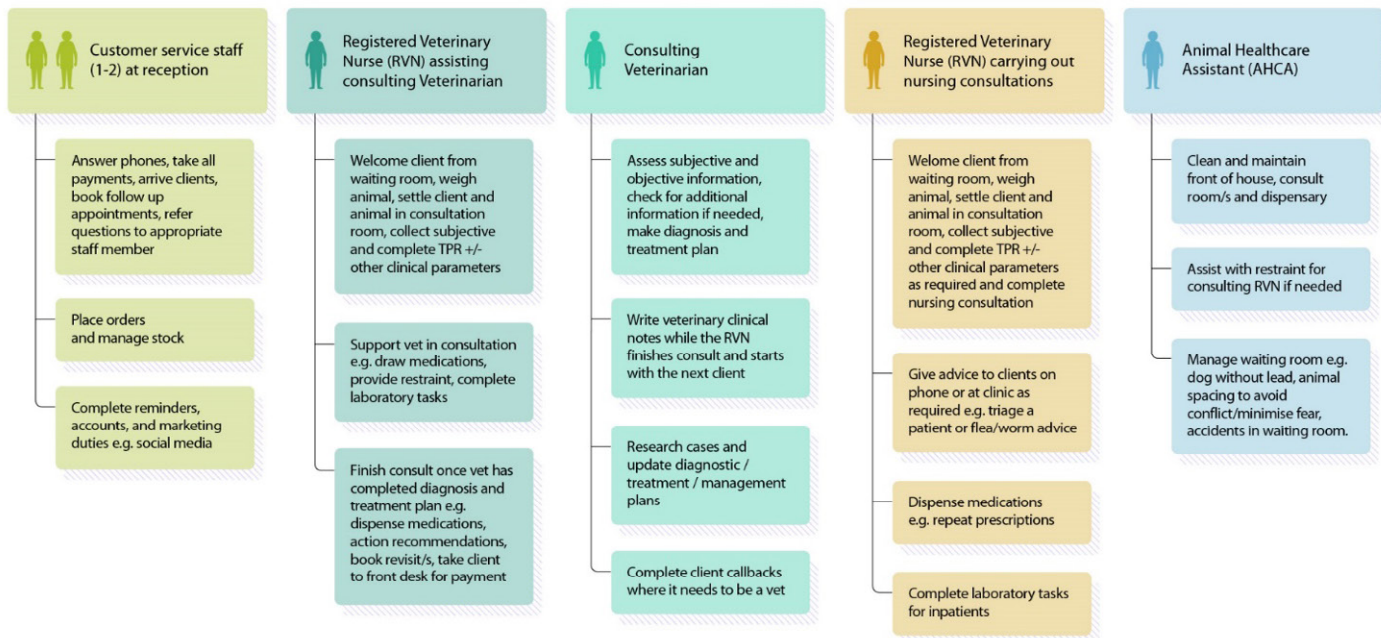 Customer service staff
(1-2) at reception
Answer phones, take all
payments, arrive clients,
book follow up
appointments, refer
questions to appropriate
staff member
Place orders
and manage stock
Complete reminders,
accounts, and marketing
duties e.g. social media
Registered Veterinary
Nurse (RVN) assisting
consulting Veterinarian
Welcome client from
waiting room, weigh
animal, settle client and
animal in consultation
room, collect subjective
and complete TPR +/-
other clinical parameters
Support vet in consultation
e.g. draw medications,
provide restraint, complete
laboratory tasks
Finish consult once vet has
completed diagnosis and
treatment plan e.g.
dispense medications,
action recommendations,
book revisit/s, take client
to front desk for payment
Consulting
Veterinarian
Assess subjective and
objective information,
check for additional
information if needed,
make diagnosis and
treatment plan
Write veterinary clinical
notes while the RVN
finishes consult and starts
with the next client
Research cases and
update diagnostic /
treatment / management
plans
Complete client callbacks
where it needs to be a vet
Registered Veterinary
Nurse (RVN) carrying out
nursing consultations
Welome client from
waiting room, weigh
animal, settle client and
animal in consultation
room, collect subjective
and complete TPR +/-
other clinical parameters
as required and complete
nursing consultation
Give advice to clients on
phone or at clinic as
required e.g. triage a
patient or flea/worm advice
Dispense medications
e.g. repeat prescriptions
Complete laboratory tasks
for inpatients
Animal Healthcare
Assistant (AHCA)
Clean and maintain
front of house, consult
room/s and dispensary
Assist with restraint for
consulting RVN if needed
Manage waiting room e.g.
dog without lead, animal
spacing to avoid
conflict/minimise fear,
accidents in waiting room.